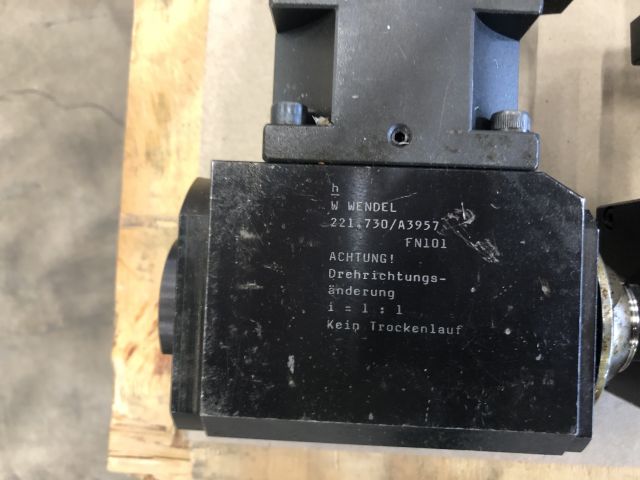 h
W WENDEL
221.730/A3957
FN101
ACHTUNG!
Drehrichtungs-
änderung
i = 1 : 1
Kein Trockenlauf